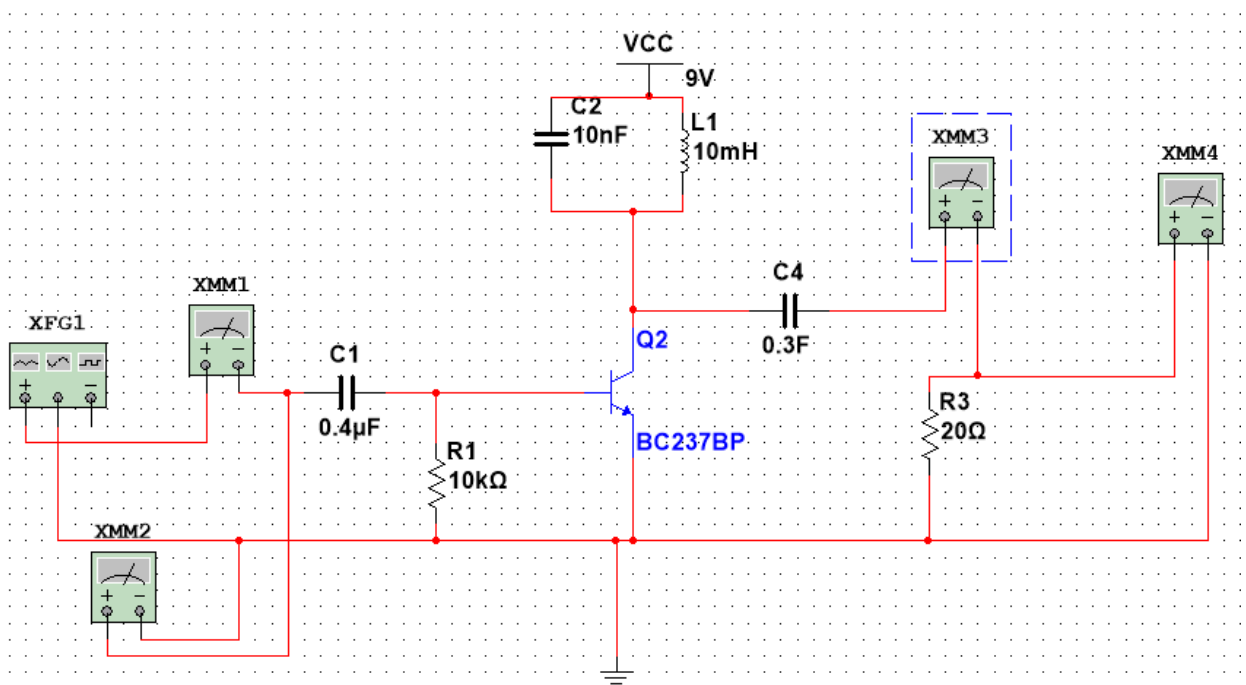 VCC
9V
C2
10nF
L1
10mH
XMM3
+ −
XMM4
+ −
XMM1
+ −
XFG1
+ −
C1
0.4µF
C4
0.3F
Q2
BC237BP
R1
10kΩ
R3
20Ω
XMM2
+ −